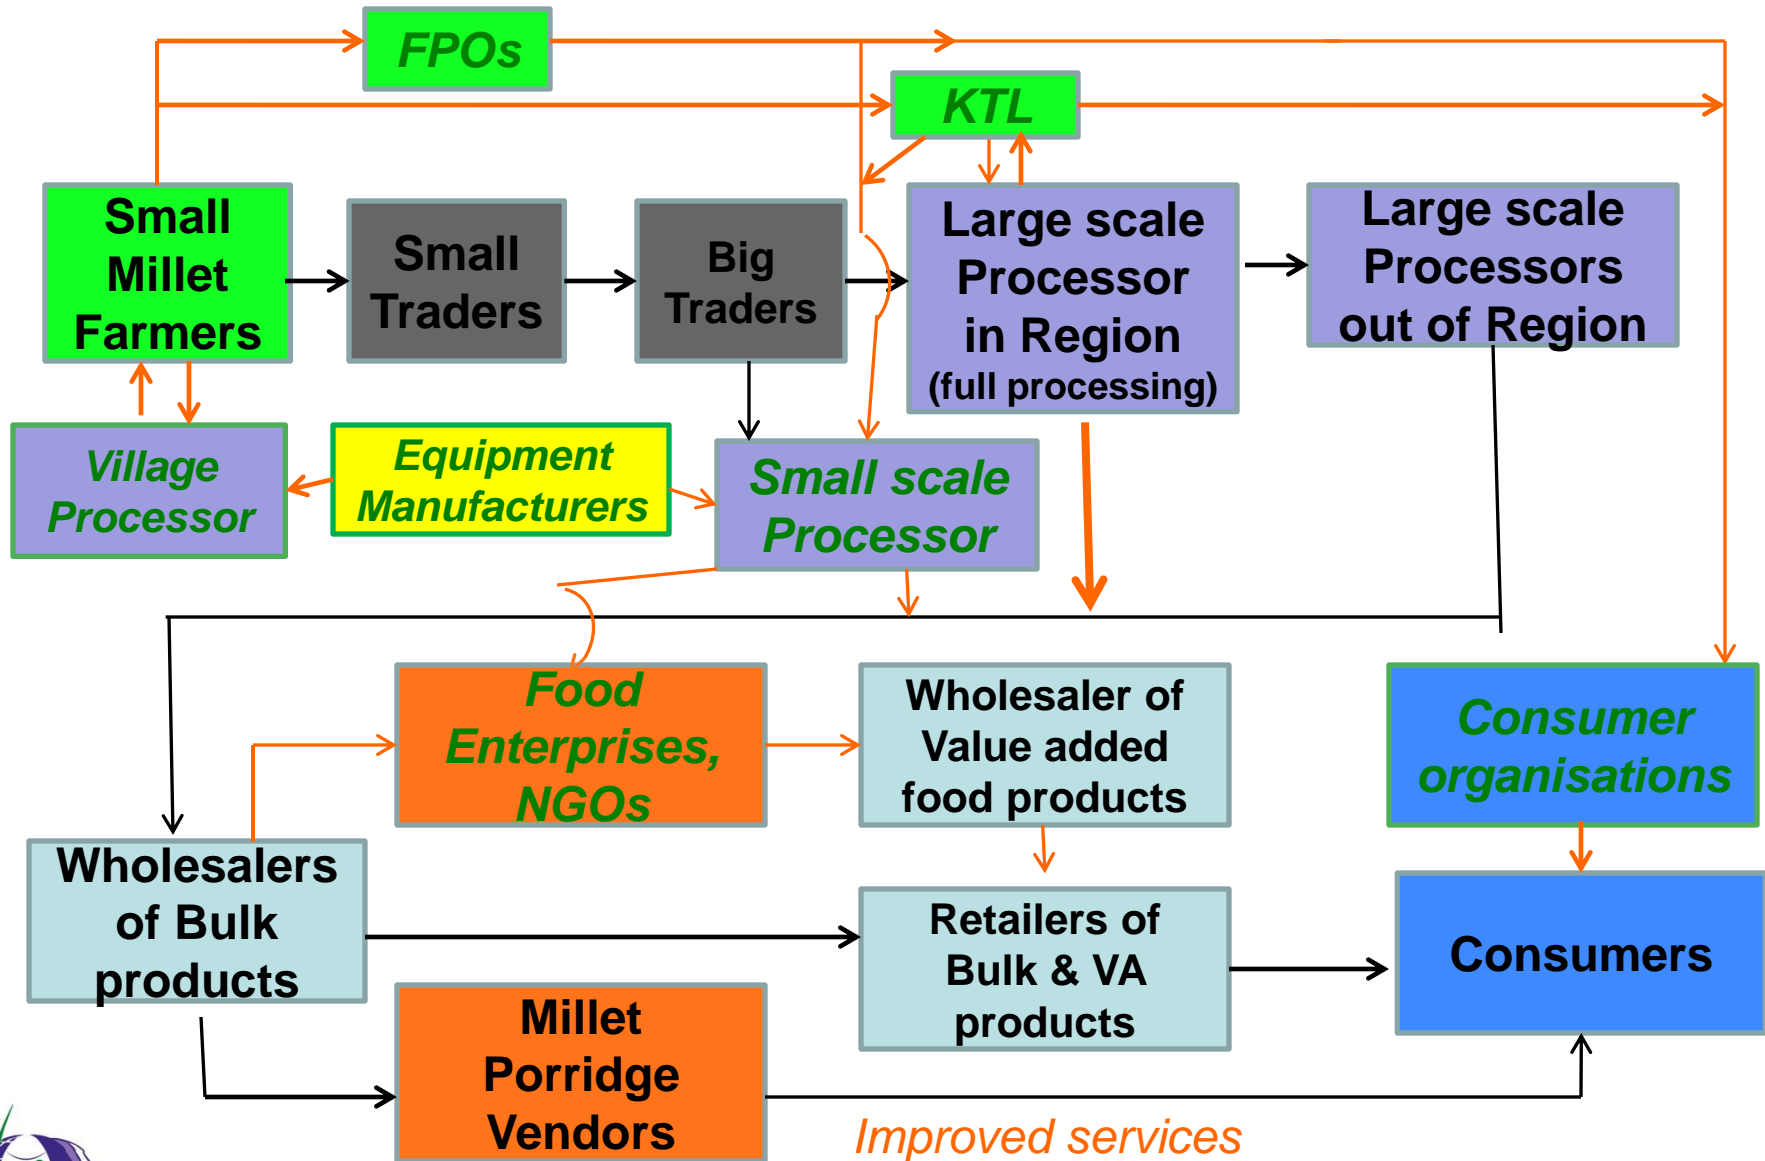 FPOs
KTL
Small
Millet
Farmers
Small
Traders
Big
Traders
Large scale
Processor
in Region
(full processing)
Large scale
Processors
out of Region
Village
Processor
Equipment
Manufacturers
Small scale
Processor
Food
Enterprises,
NGOs
Wholesaler of
Value added
food products
Consumer
organisations
Wholesalers
of Bulk
products
Retailers of
Bulk & VA
products
Consumers
Millet
Porridge
Vendors
Improved services